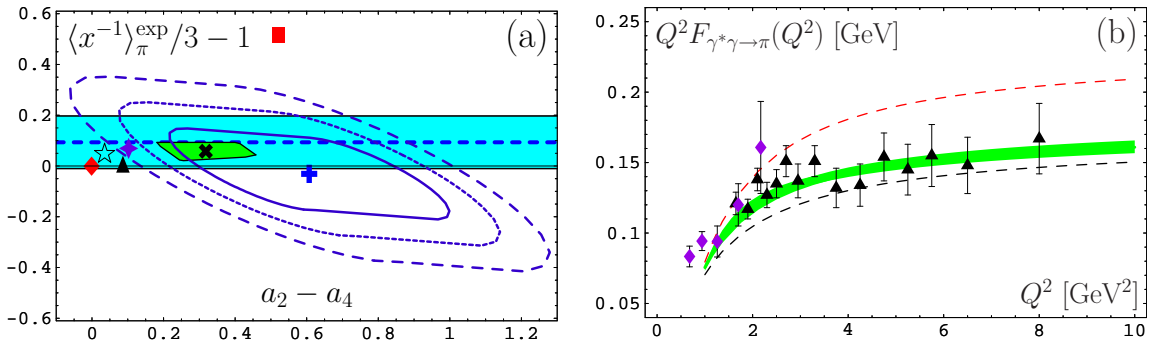 ⟨x⁻¹⟩π^exp/3 − 1
(a)
0.6
0.4
0.2
0
-0.2
-0.4
-0.6
a₂ − a₄
0 0.2 0.4 0.6 0.8 1 1.2
Q²Fγ*γ→π(Q²) [GeV]
(b)
0.25
0.20
0.15
0.1
0.05
Q² [GeV²]
0 2 4 6 8 10